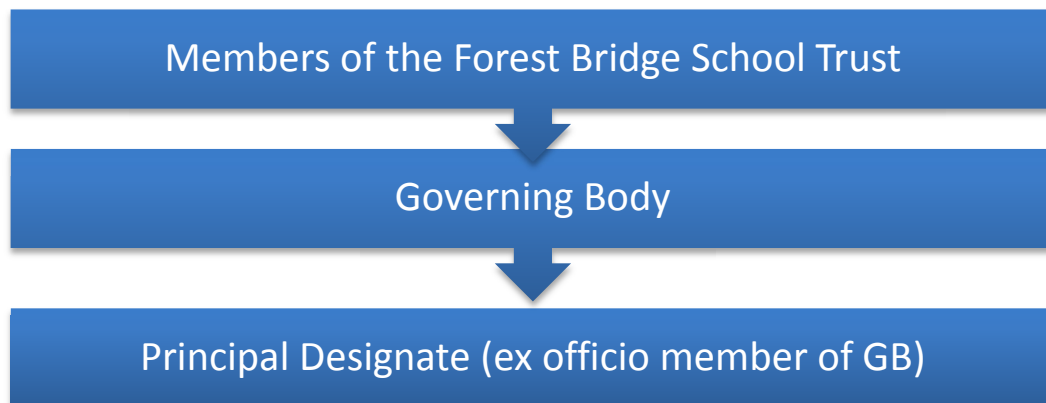 Members of the Forest Bridge School Trust
Governing Body
Principal Designate (ex officio member of GB)